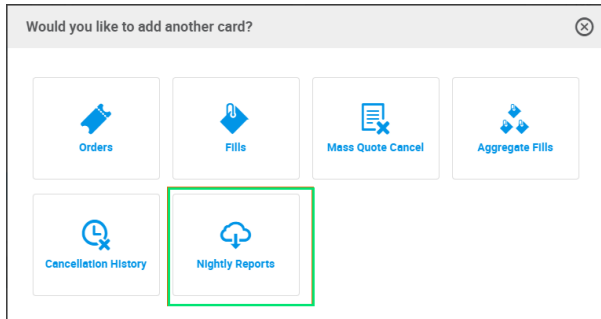 Would you like to add another card?
Orders
Fills
Mass Quote Cancel
Aggregate Fills
Cancellation History
Nightly Reports